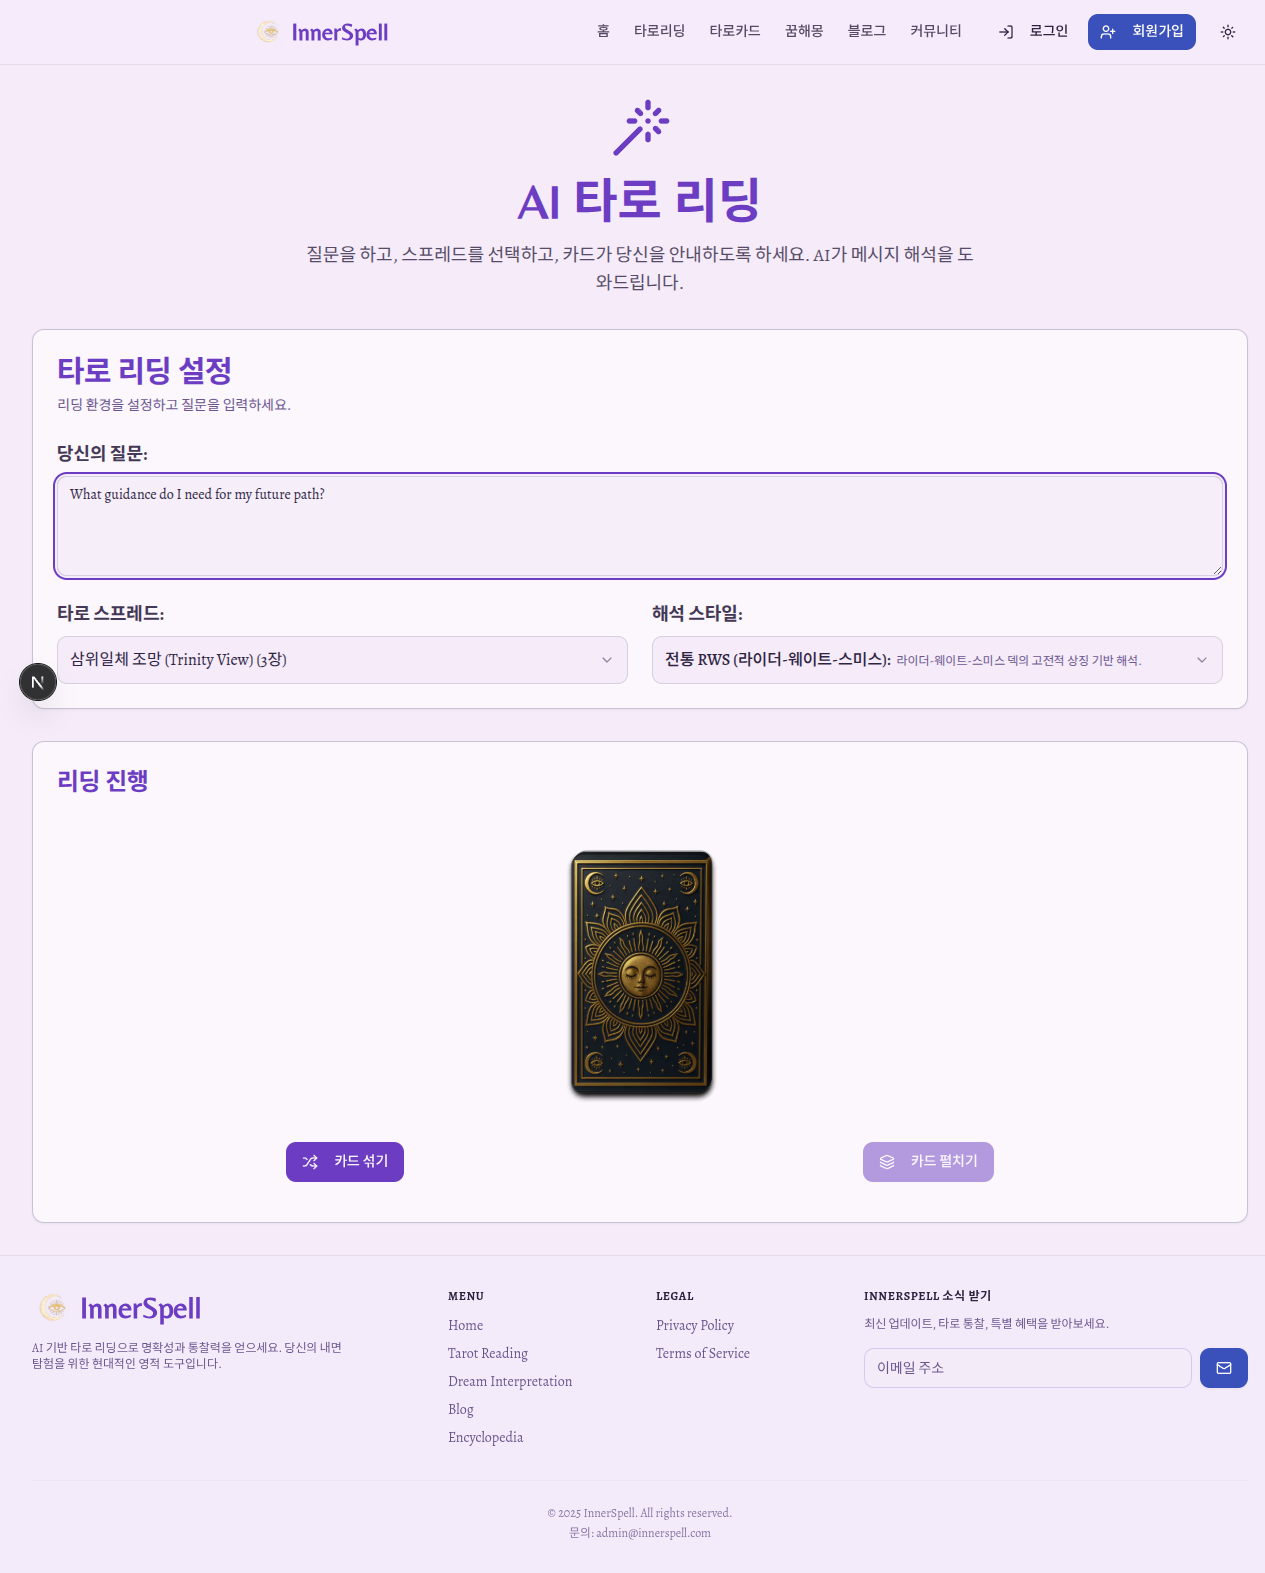 InnerSpell
홈 타로리딩 타로카드 꿈해몽 블로그 커뮤니티 로그인 회원가입
AI 타로 리딩
질문을 하고, 스프레드를 선택하고, 카드가 당신을 안내하도록 하세요. AI가 메시지 해석을 도
와드립니다.
타로 리딩 설정
리딩 환경을 설정하고 질문을 입력하세요.
당신의 질문:
What guidance do I need for my future path?
타로 스프레드:
삼위일체 조망 (Trinity View) (3장)
해석 스타일:
전통 RWS (라이더-웨이트-스미스): 라이더-웨이트-스미스 덱의 고전적 상징 기반 해석.
N
리딩 진행
카드 섞기
카드 펼치기
InnerSpell
AI 기반 타로 리딩으로 명확성과 통찰력을 얻으세요. 당신의 내면
탐험을 위한 현대적인 영적 도구입니다.
MENU
Home
Tarot Reading
Dream Interpretation
Blog
Encyclopedia
LEGAL
Privacy Policy
Terms of Service
INNERSPELL 소식 받기
최신 업데이트, 타로 통찰, 특별 혜택을 받아보세요.
이메일 주소
© 2025 InnerSpell. All rights reserved.
문의: admin@innerspell.com